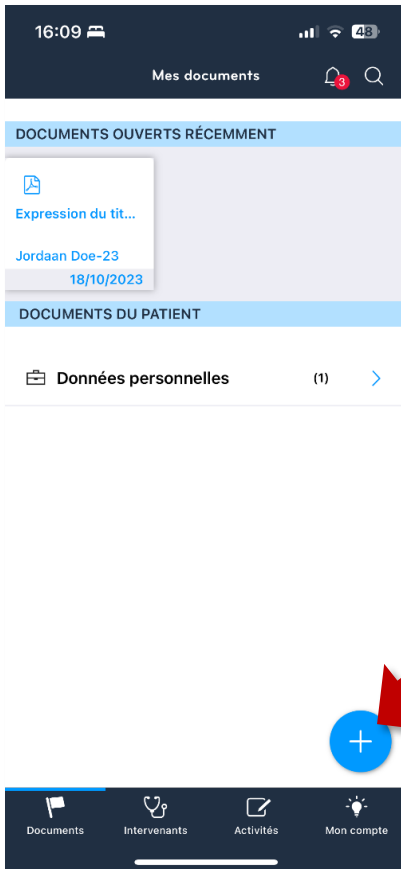 16:09
48
Mes documents
3
DOCUMENTS OUVERTS RÉCEMMENT
Expression du tit...
Jordaan Doe-23
18/10/2023
DOCUMENTS DU PATIENT
Données personnelles (1)
Documents Intervenants Activités Mon compte